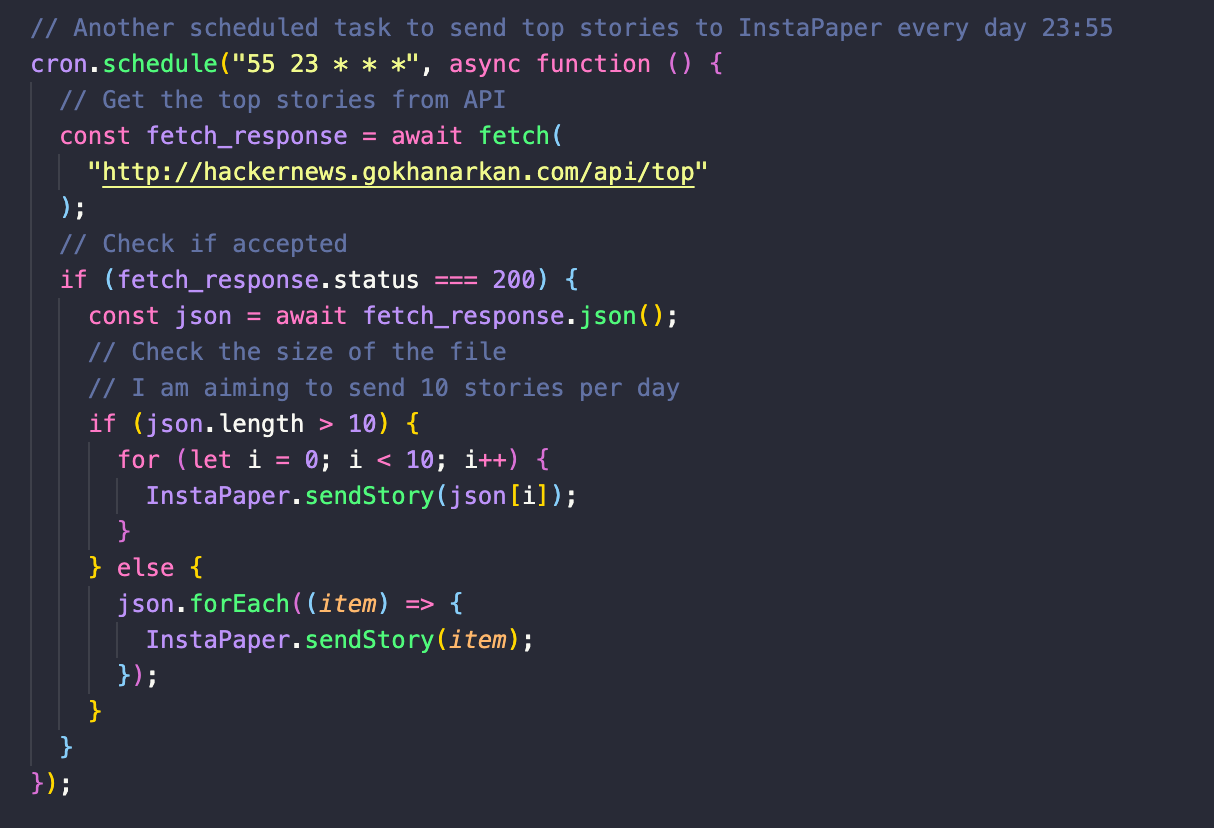 // Another scheduled task to send top stories to InstaPaper every day 23:55
cron.schedule("55 23 * * *", async function () {
  // Get the top stories from API
  const fetch_response = await fetch(
    "http://hackernews.gokhanarkan.com/api/top"
  );
  // Check if accepted
  if (fetch_response.status === 200) {
    const json = await fetch_response.json();
    // Check the size of the file
    // I am aiming to send 10 stories per day
    if (json.length > 10) {
      for (let i = 0; i < 10; i++) {
        InstaPaper.sendStory(json[i]);
      }
    } else {
      json.forEach((item) => {
        InstaPaper.sendStory(item);
      });
    }
  }
});